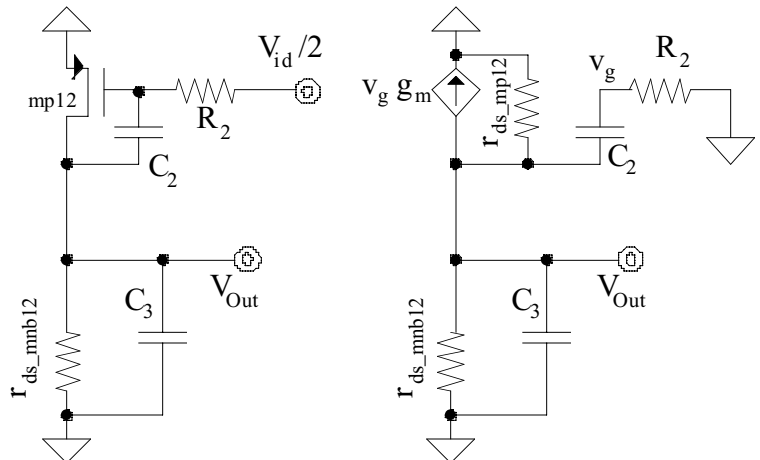 V_id /2
mp12
R_2
C_2
V_Out
C_3
r_ds_mnb12
v_g g_m
r_ds_mp12
v_g
R_2
C_2
V_Out
C_3
r_ds_mnb12